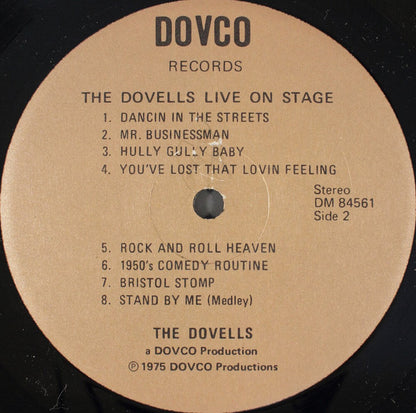 DOVCO
RECORDS
THE DOVELLS LIVE ON STAGE
1. DANCIN IN THE STREETS
2. MR. BUSINESSMAN
3. HULLY GULLY BABY
4. YOU'VE LOST THAT LOVIN FEELING
Stereo
DM 84561
Side 2
5. ROCK AND ROLL HEAVEN
6. 1950's COMEDY ROUTINE
7. BRISTOL STOMP
8. STAND BY ME (Medley)
THE DOVELLS
a DOVCO Production
℗ 1975 DOVCO Productions